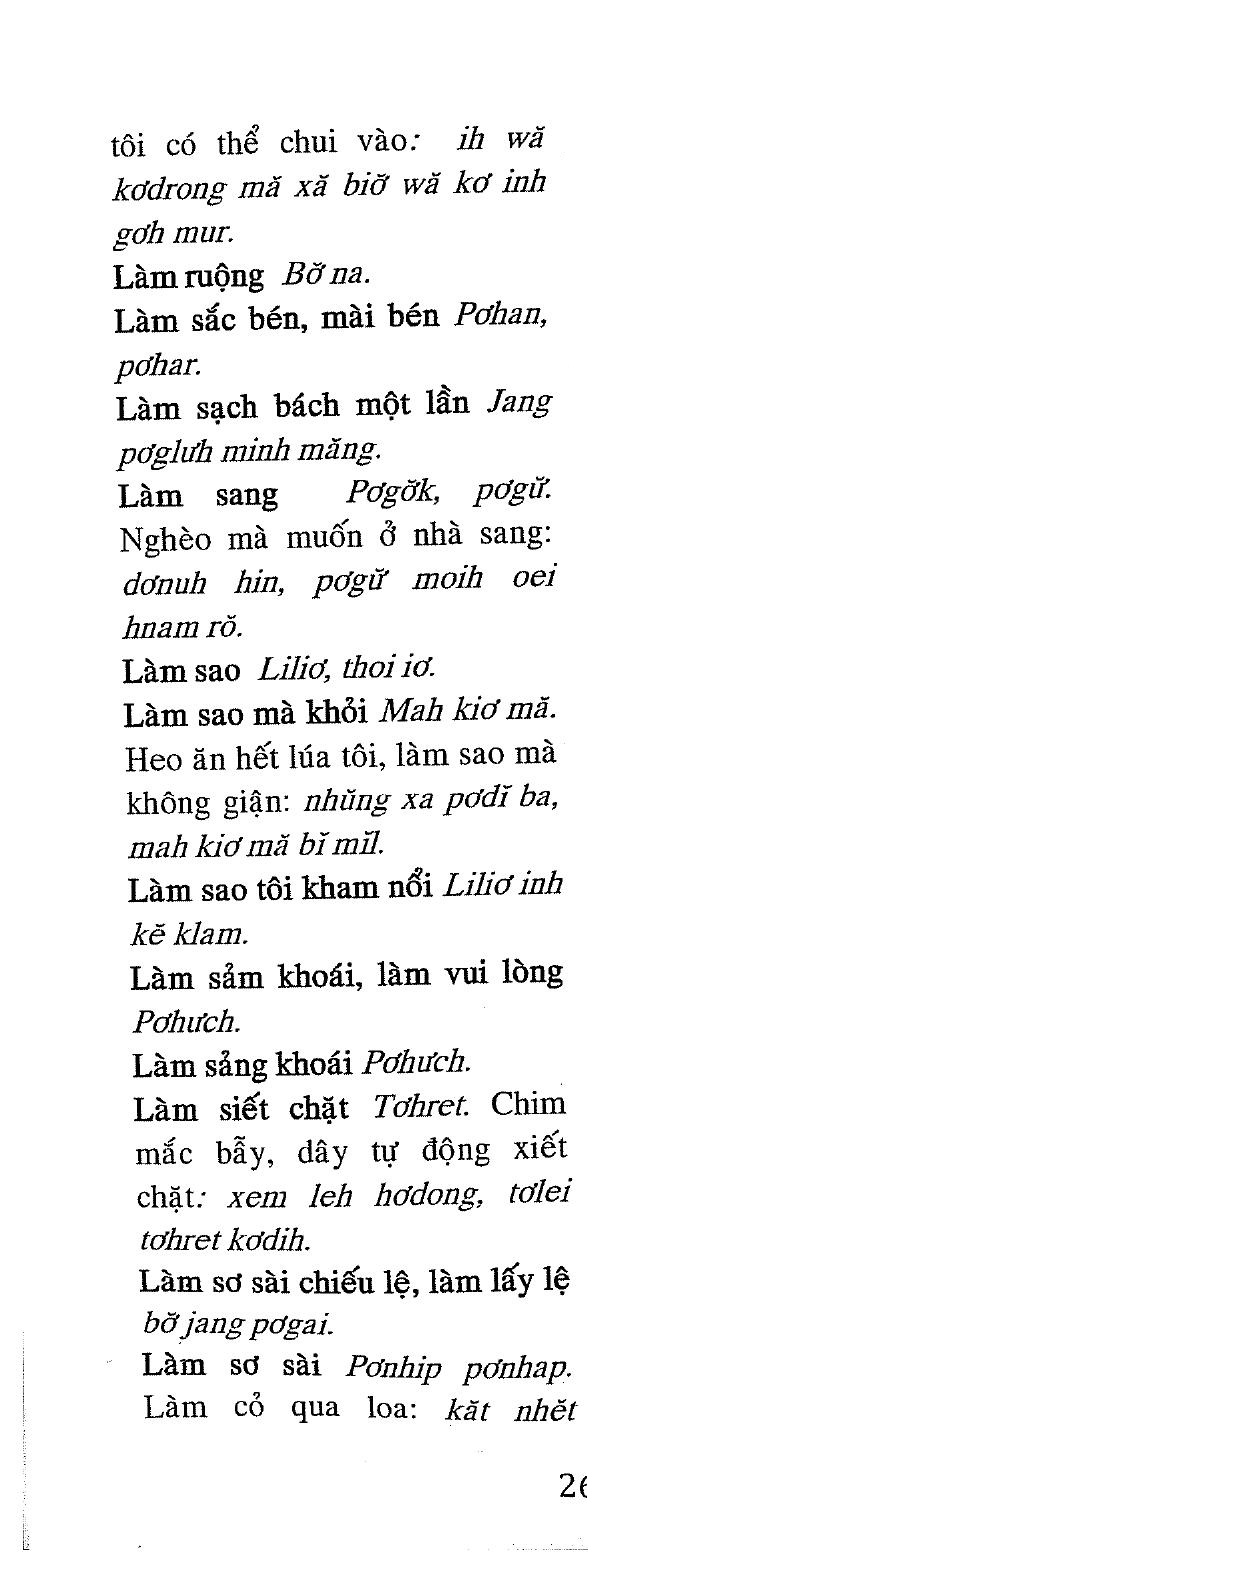 tôi có thể chui vào: ih wă
kơdrong mă xă biơ̆ wă kơ inh
gơh mur.
Làm ruộng Bơ̆ na.
Làm sắc bén, mài bén Pơhan,
pơhar.
Làm sạch bách một lần Jang
pơglưh minh măng.
Làm sang Pơgơ̆k, pơgư̆.
Nghèo mà muốn ở nhà sang:
dơnuh hin, pơgư̆ moih oei
hnam rŏ.
Làm sao Liliơ, thoi iơ.
Làm sao mà khỏi Mah kiơ mă.
Heo ăn hết lúa tôi, làm sao mà
không giận: nhŭng xa pơdĭ ba,
mah kiơ mă bĭ mĭl.
Làm sao tôi kham nổi Liliơ inh
kĕ klam.
Làm sảm khoái, làm vui lòng
Pơhưch.
Làm sảng khoái Pơhưch.
Làm siết chặt Tơhret. Chim
mắc bẫy, dây tự động xiết
chặt: xem leh hơdong, tơlei
tơhret kơdih.
Làm sơ sài chiếu lệ, làm lấy lệ
bơ̆ jang pơgai.
Làm sơ sài Pơnhip pơnhap.
Làm cỏ qua loa: kăt nhĕt